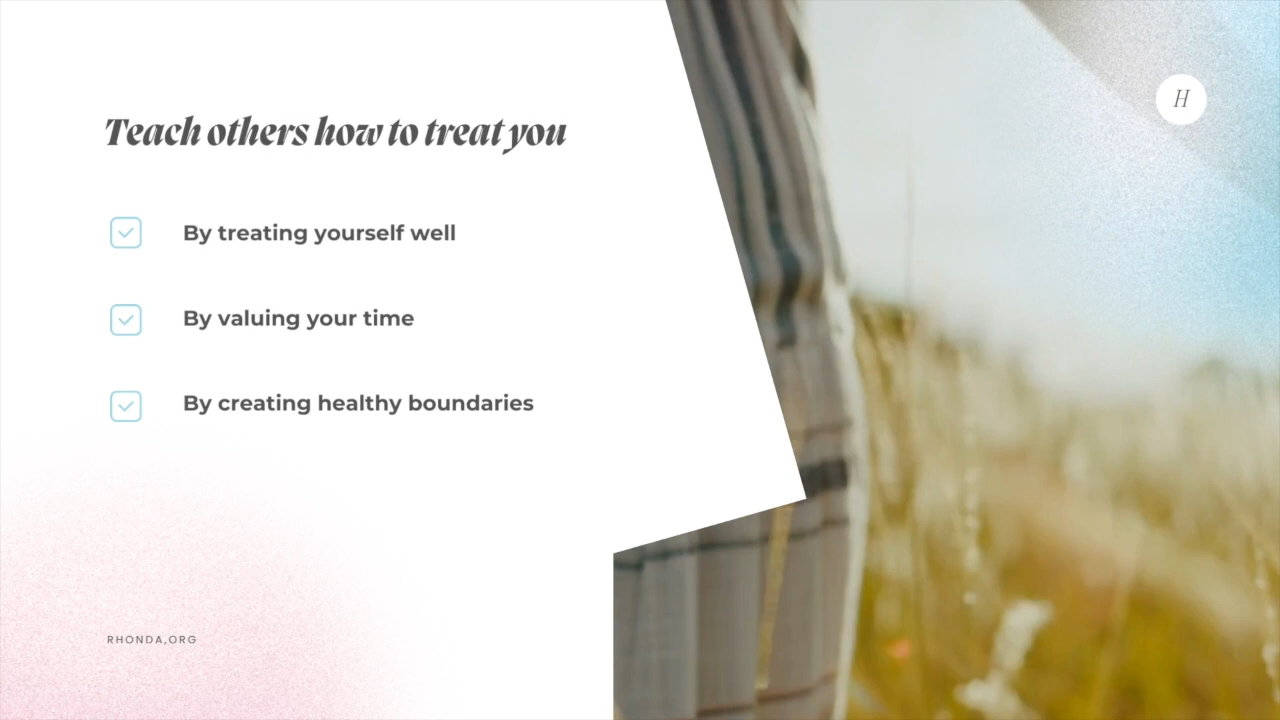 Teach others how to treat you
H
By treating yourself well
By valuing your time
By creating healthy boundaries
RHONDA,ORG